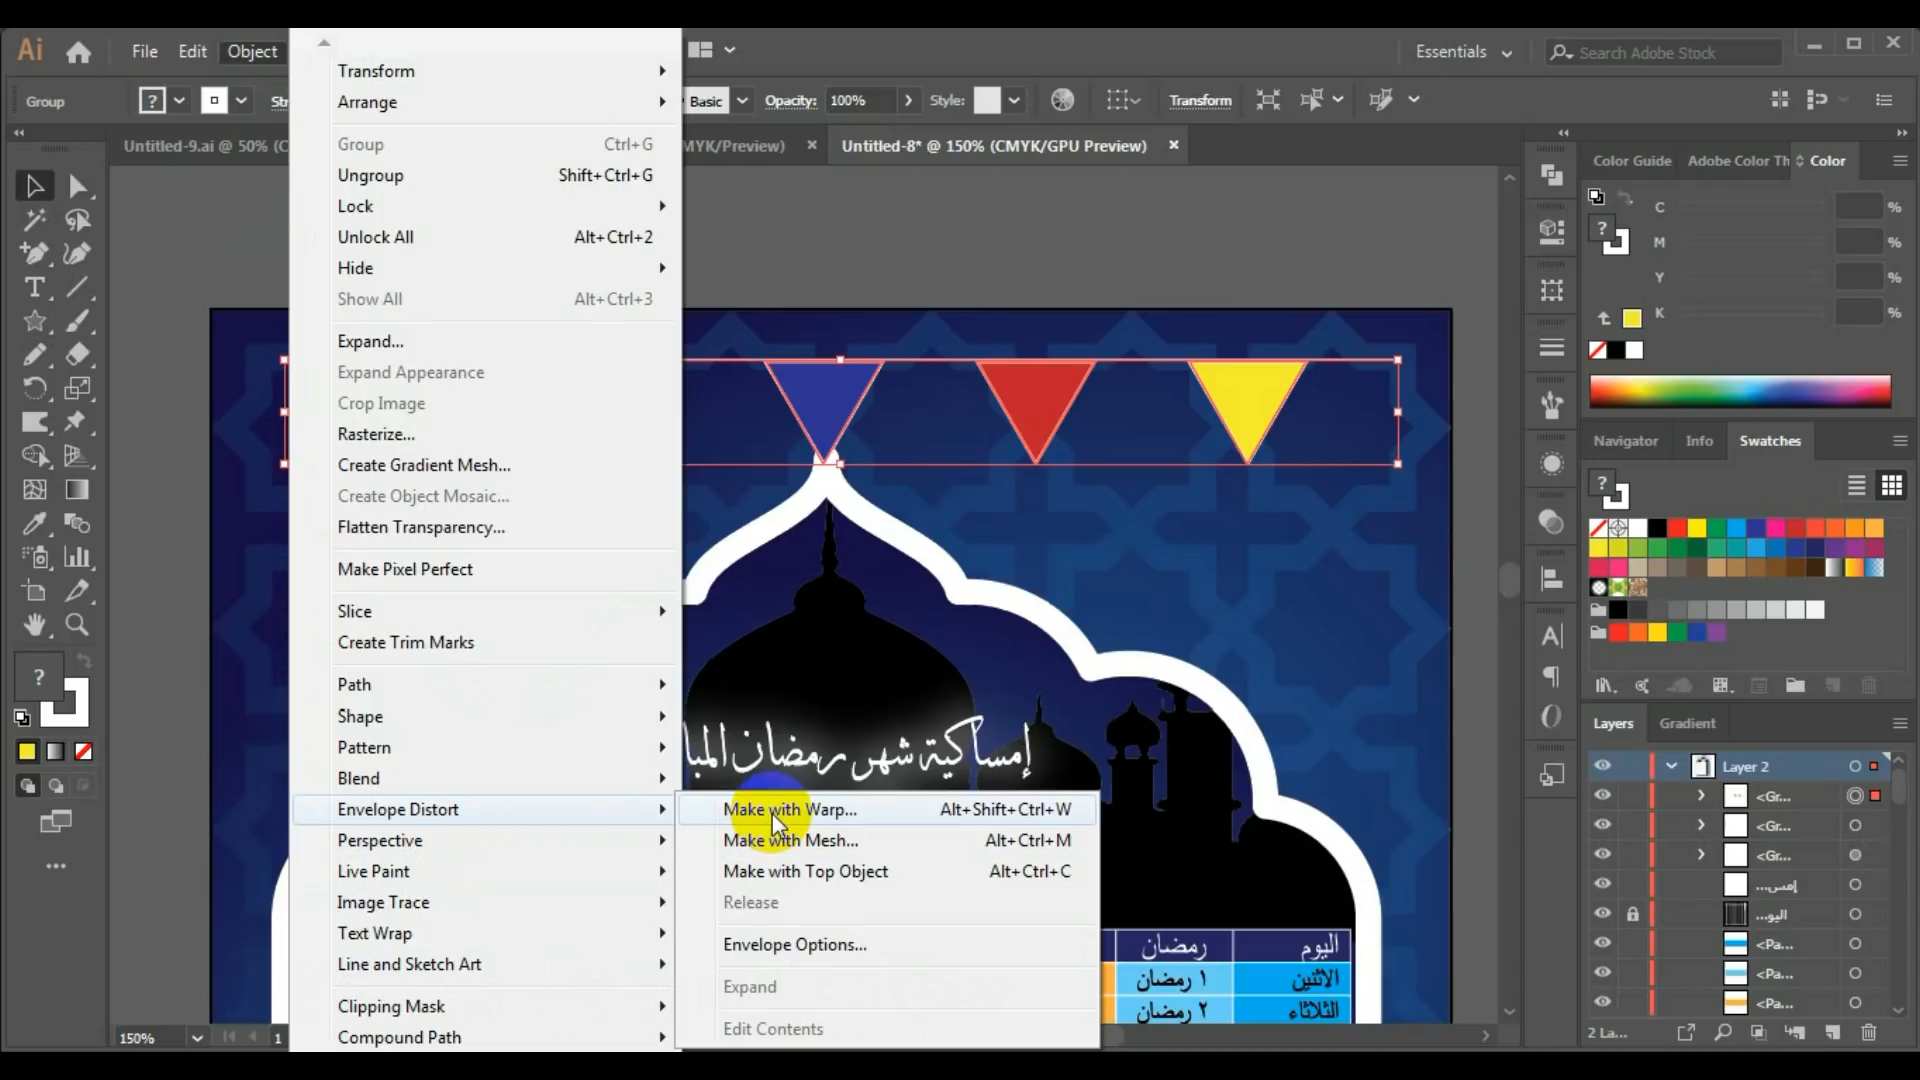 Ai
File
Edit
Object
Essentials
Search Adobe Stock
Group
?
Basic
Opacity:
100%
Style:
Transform
Untitled-9.ai @ 50%
MYK/Preview)
Untitled-8* @ 150% (CMYK/GPU Preview)
Transform
Arrange
Group Ctrl+G
Ungroup Shift+Ctrl+G
Lock
Unlock All Alt+Ctrl+2
Hide
Show All Alt+Ctrl+3
Expand...
Expand Appearance
Crop Image
Rasterize...
Create Gradient Mesh...
Create Object Mosaic...
Flatten Transparency...
Make Pixel Perfect
Slice
Create Trim Marks
Path
Shape
Pattern
Blend
Envelope Distort
Perspective
Live Paint
Image Trace
Text Wrap
Line and Sketch Art
Clipping Mask
Compound Path
Make with Warp... Alt+Shift+Ctrl+W
Make with Mesh... Alt+Ctrl+M
Make with Top Object Alt+Ctrl+C
Release
Envelope Options...
Expand
Edit Contents
إمساكية شهر رمضان
اليوم رمضان
الاثنين ١ رمضان
الثلاثاء ٢ رمضان
150%
1
Color Guide
Adobe Color Th
Color
C %
M %
Y %
K %
Navigator
Info
Swatches
Layers
Gradient
Layer 2
<Gr...
<Gr...
<Gr...
إمس...
اليو...
<Pa...
<Pa...
<Pa...
2 La...